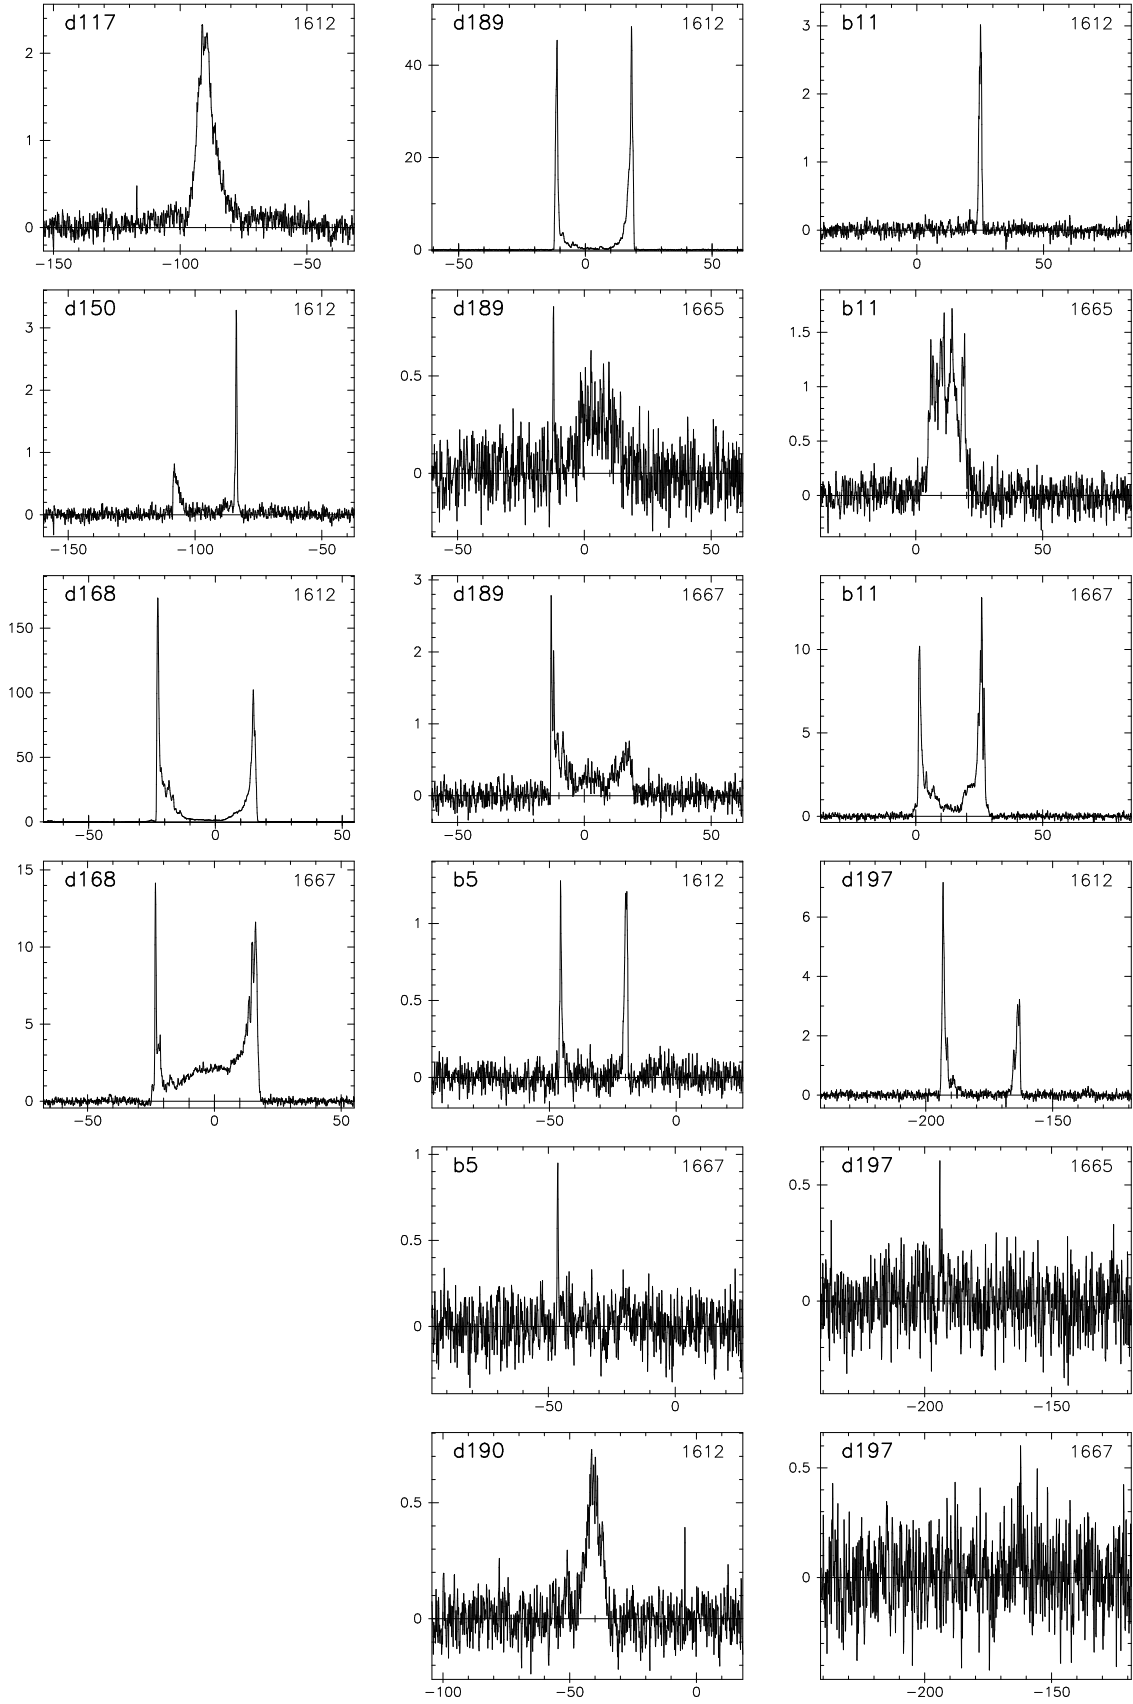 d117 1612
2
1
0
−150 −100 −50
d189 1612
40
20
0
−50 0 50
b11 1612
3
2
1
0
0 50
d150 1612
3
2
1
0
−150 −100 −50
d189 1665
0.5
0
−50 0 50
b11 1665
1.5
1
0.5
0
0 50
d168 1612
150
100
50
0
−50 0 50
d189 1667
3
2
1
0
−50 0 50
b11 1667
10
5
0
0 50
d168 1667
15
10
5
0
−50 0 50
b5 1612
1
0.5
0
−50 0
d197 1612
6
4
2
0
−200 −150
b5 1667
1
0.5
0
−50 0
d197 1665
0.5
0
−200 −150
d190 1612
0.5
0
−100 −50 0
d197 1667
0.5
0
−200 −150